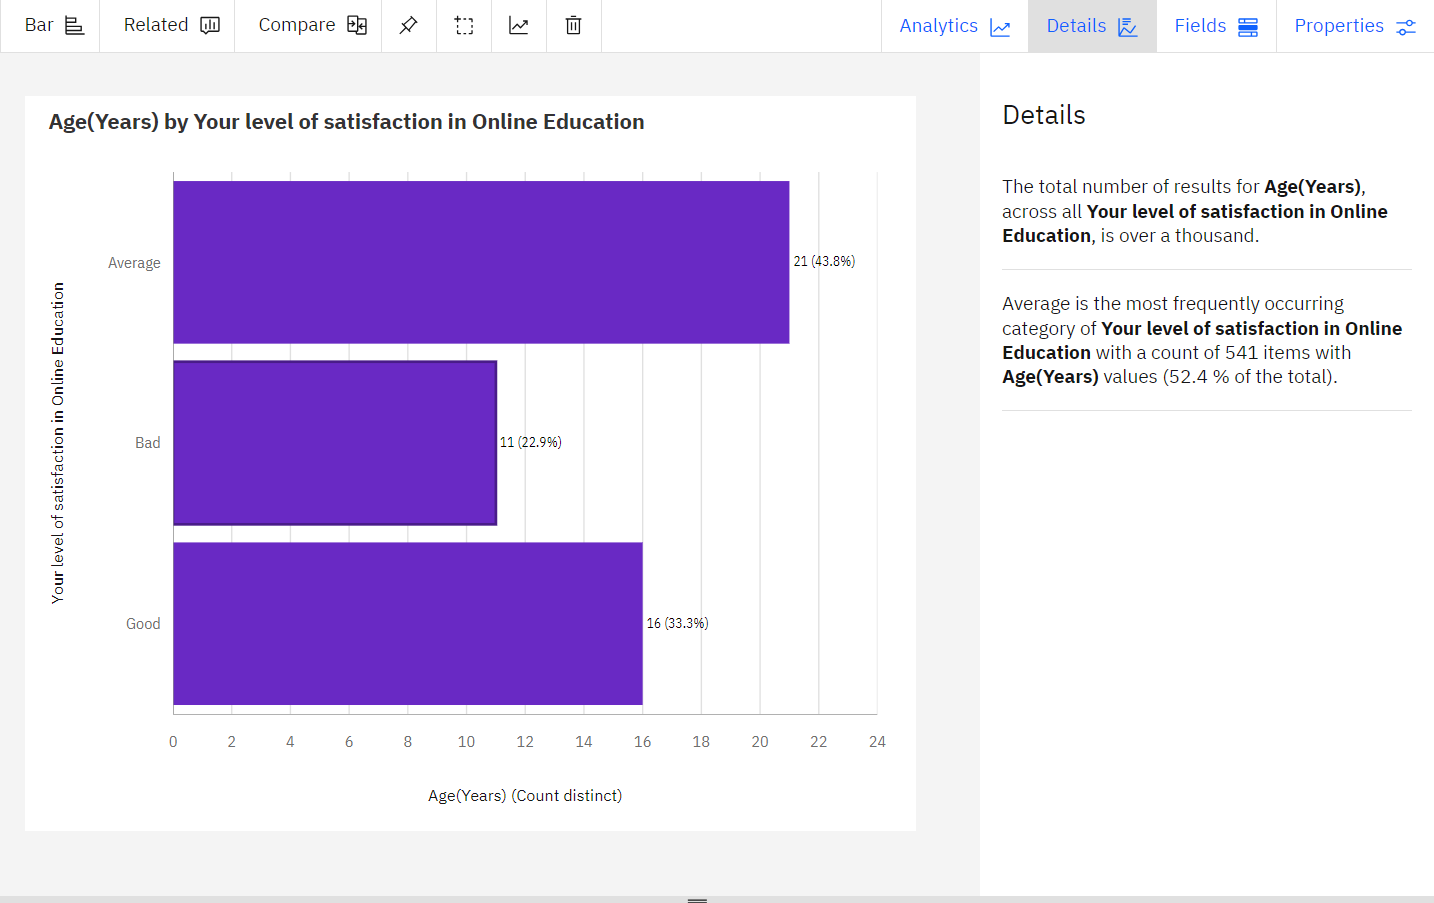 Bar
Related
Compare
Analytics
Details
Fields
Properties
Age(Years) by Your level of satisfaction in Online Education
Your level of satisfaction in Online Education
Average
21 (43.8%)
Bad
11 (22.9%)
Good
16 (33.3%)
0 2 4 6 8 10 12 14 16 18 20 22 24
Age(Years) (Count distinct)
Details
The total number of results for Age(Years),
across all Your level of satisfaction in Online
Education, is over a thousand.
Average is the most frequently occurring
category of Your level of satisfaction in Online
Education with a count of 541 items with
Age(Years) values (52.4 % of the total).